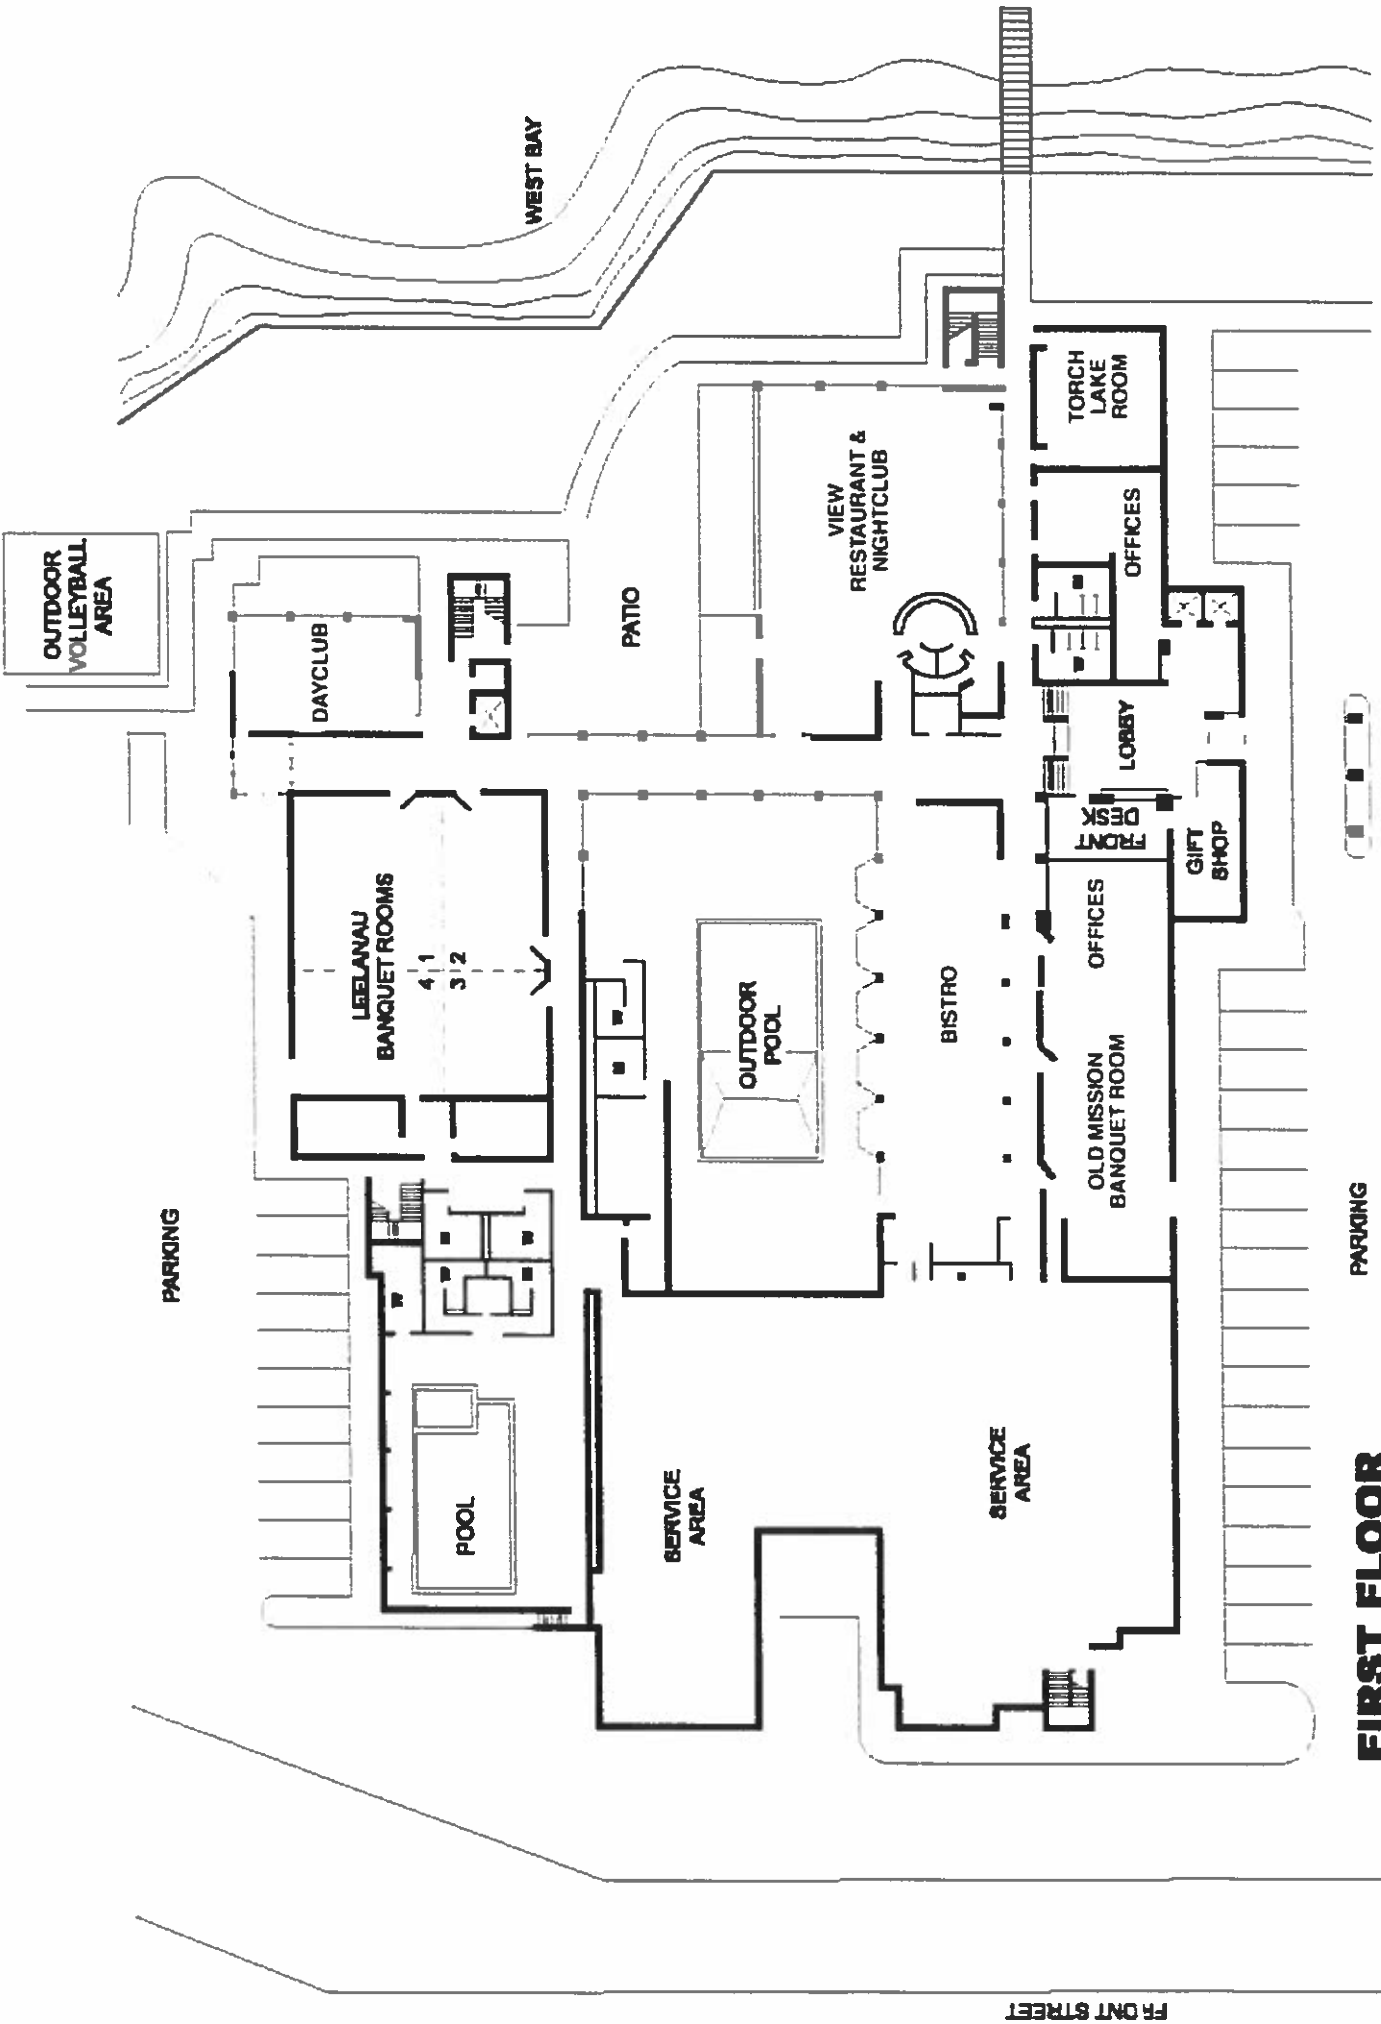 OUTDOOR
VOLLEYBALL
AREA
WEST BAY
DAYCLUB
PATIO
VIEW
RESTAURANT &
NIGHTCLUB
TORCH
LAKE
ROOM
OFFICES
M
W
LOBBY
FRONT
DESK
GIFT
SHOP
LEELANAU
BANQUET ROOMS
4 1
3 2
W
M
OUTDOOR
POOL
BISTRO
OFFICES
OLD MISSION
BANQUET ROOM
PARKING
M
W
W
M
W
POOL
SERVICE
AREA
SERVICE
AREA
PARKING
FIRST FLOOR
FRONT STREET